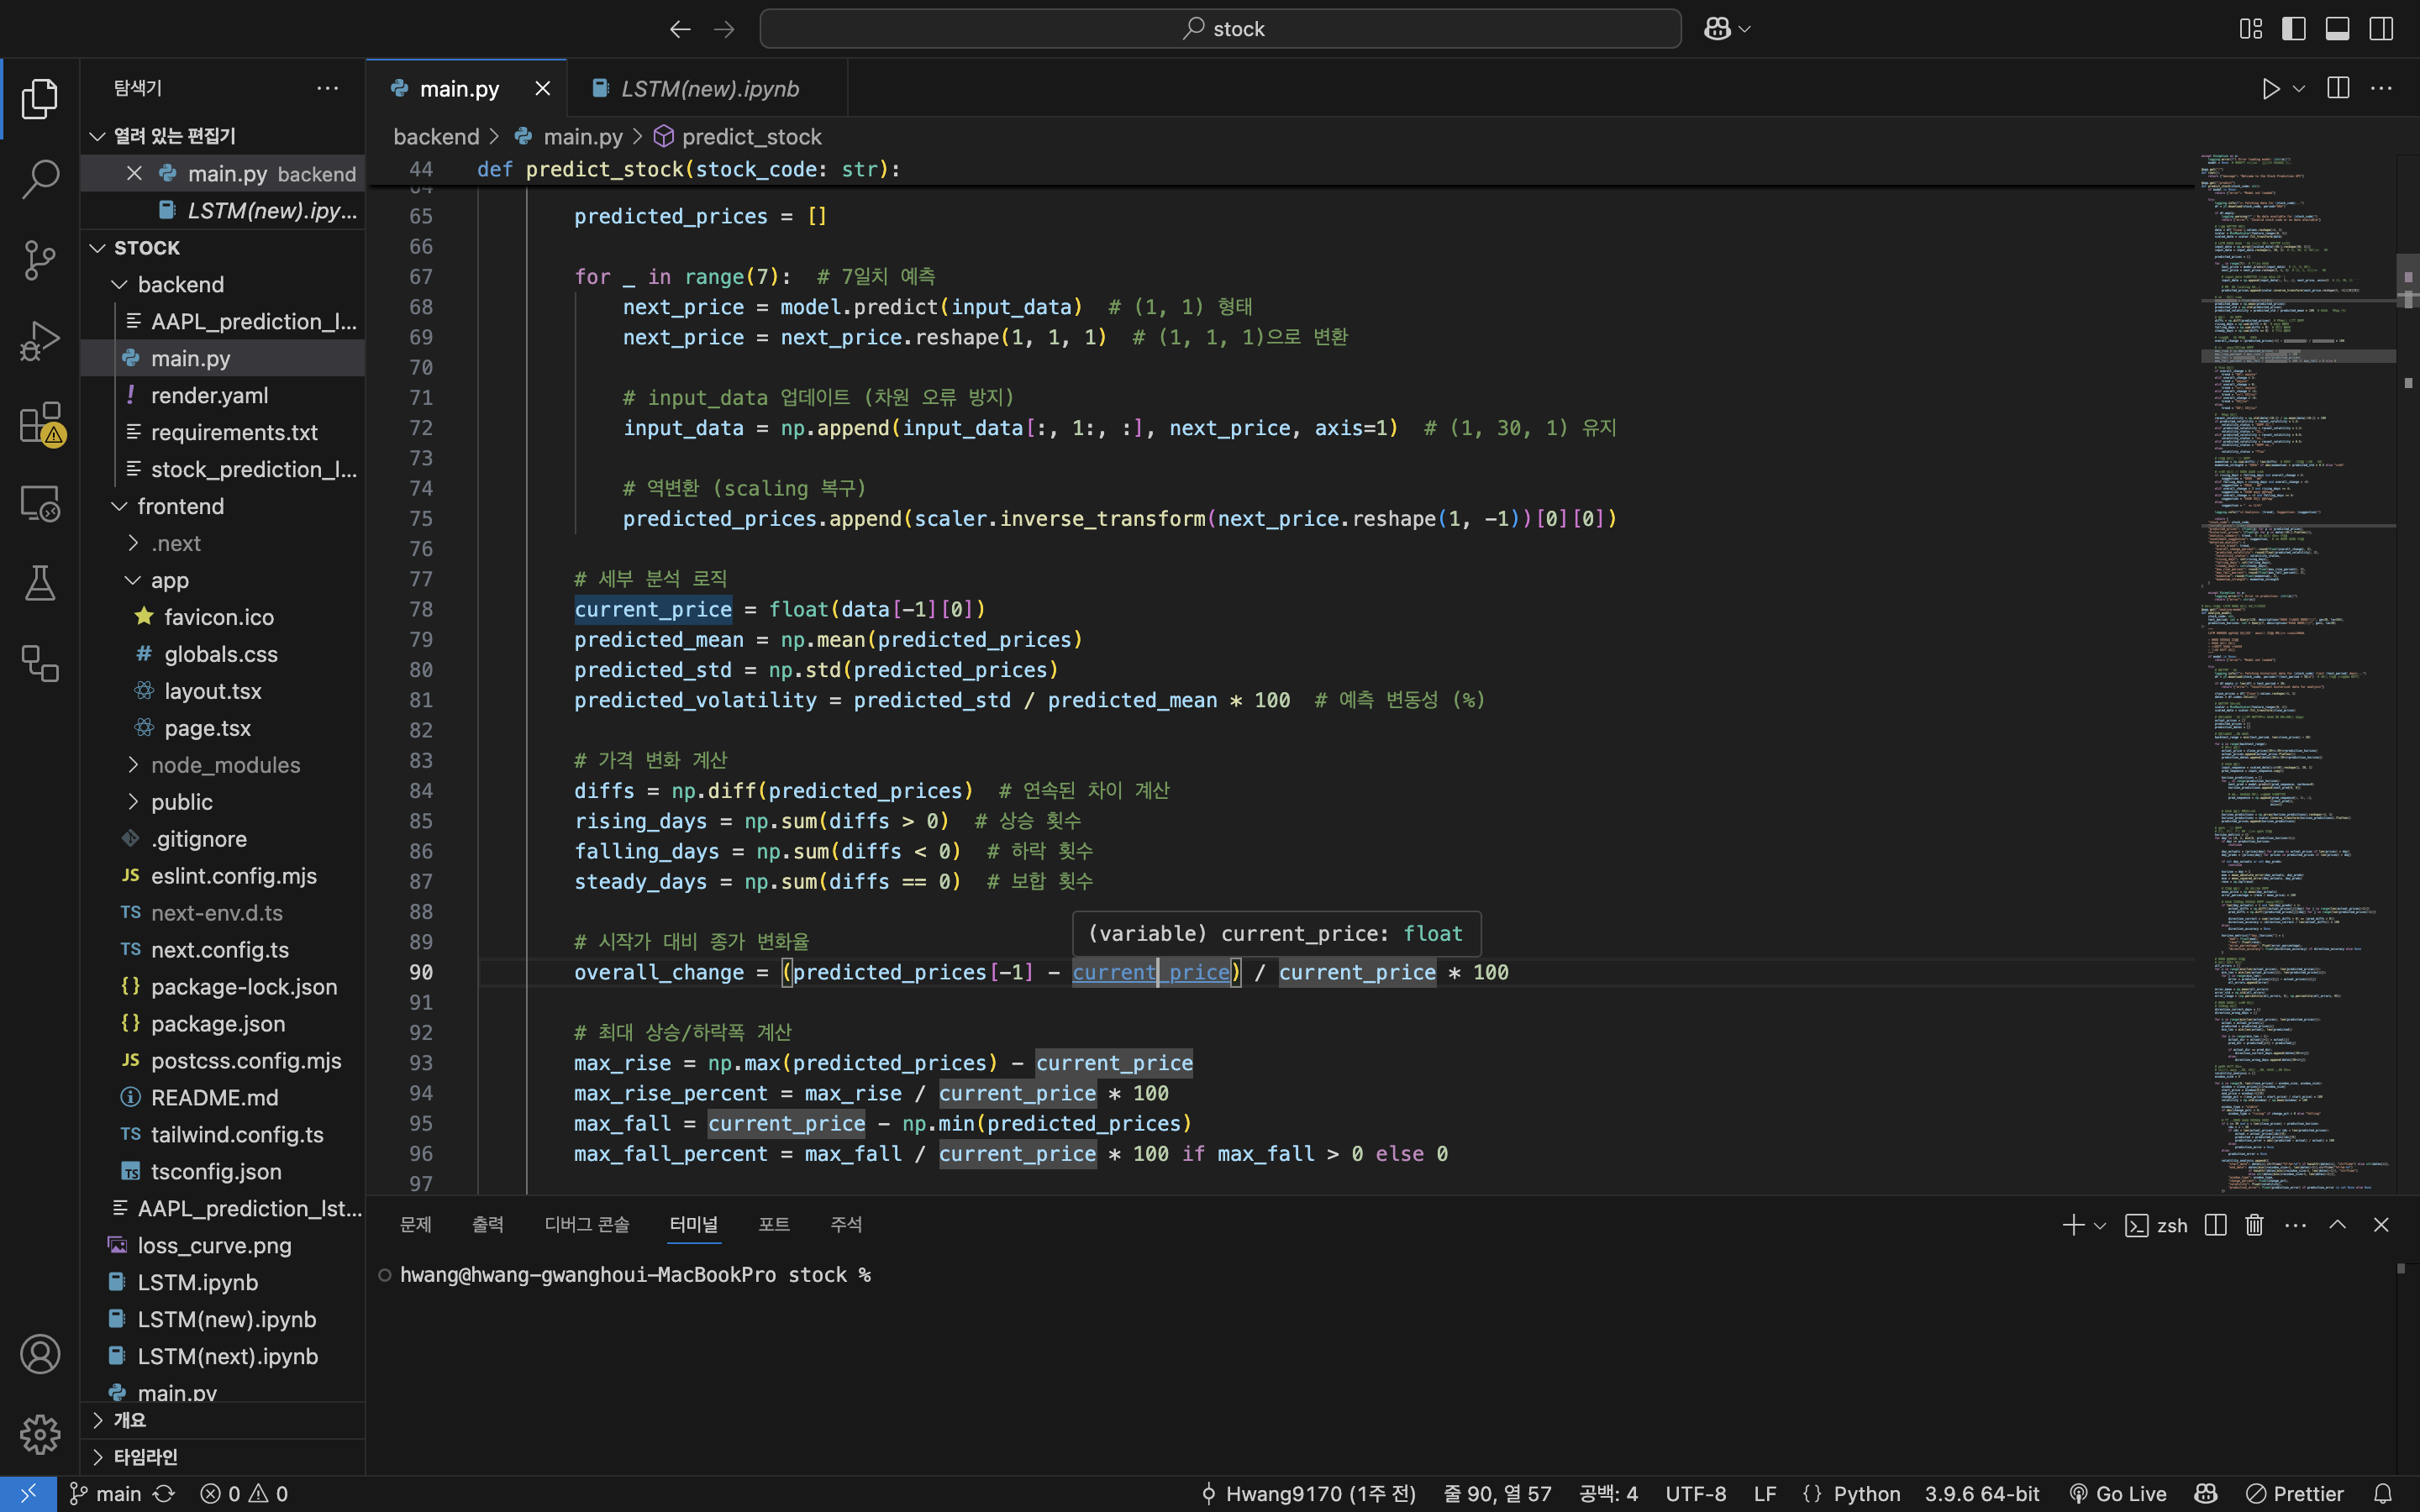 stock
탐색기
열려 있는 편집기
main.py backend
LSTM(new).ipy...
STOCK
backend
AAPL_prediction_l...
main.py
render.yaml
requirements.txt
stock_prediction_l...
frontend
.next
app
favicon.ico
globals.css
layout.tsx
page.tsx
node_modules
public
.gitignore
eslint.config.mjs
next-env.d.ts
next.config.ts
package-lock.json
package.json
postcss.config.mjs
README.md
tailwind.config.ts
tsconfig.json
AAPL_prediction_lst...
loss_curve.png
LSTM.ipynb
LSTM(new).ipynb
LSTM(next).ipynb
main.py
개요
타임라인
main.py LSTM(new).ipynb
backend > main.py > predict_stock
44 def predict_stock(stock_code: str):
64
65 predicted_prices = []
66
67 for _ in range(7):  # 7일치 예측
68 next_price = model.predict(input_data)  # (1, 1) 형태
69 next_price = next_price.reshape(1, 1, 1)  # (1, 1, 1)으로 변환
70
71 # input_data 업데이트 (차원 오류 방지)
72 input_data = np.append(input_data[:, 1:, :], next_price, axis=1)  # (1, 30, 1) 유지
73
74 # 역변환 (scaling 복구)
75 predicted_prices.append(scaler.inverse_transform(next_price.reshape(1, -1))[0][0])
76
77 # 세부 분석 로직
78 current_price = float(data[-1][0])
79 predicted_mean = np.mean(predicted_prices)
80 predicted_std = np.std(predicted_prices)
81 predicted_volatility = predicted_std / predicted_mean * 100  # 예측 변동성 (%)
82
83 # 가격 변화 계산
84 diffs = np.diff(predicted_prices)  # 연속된 차이 계산
85 rising_days = np.sum(diffs > 0)  # 상승 횟수
86 falling_days = np.sum(diffs < 0)  # 하락 횟수
87 steady_days = np.sum(diffs == 0)  # 보합 횟수
88
(variable) current_price: float
89 # 시작가 대비 종가 변화율
90 overall_change = (predicted_prices[-1] - current_price) / current_price * 100
91
92 # 최대 상승/하락폭 계산
93 max_rise = np.max(predicted_prices) - current_price
94 max_rise_percent = max_rise / current_price * 100
95 max_fall = current_price - np.min(predicted_prices)
96 max_fall_percent = max_fall / current_price * 100 if max_fall > 0 else 0
97
문제 출력 디버그 콘솔 터미널 포트 주석 zsh
hwang@hwang-gwanghoui-MacBookPro stock %
main 0 0 Hwang9170 (1주 전) 줄 90, 열 57 공백: 4 UTF-8 LF {} Python 3.9.6 64-bit Go Live Prettier